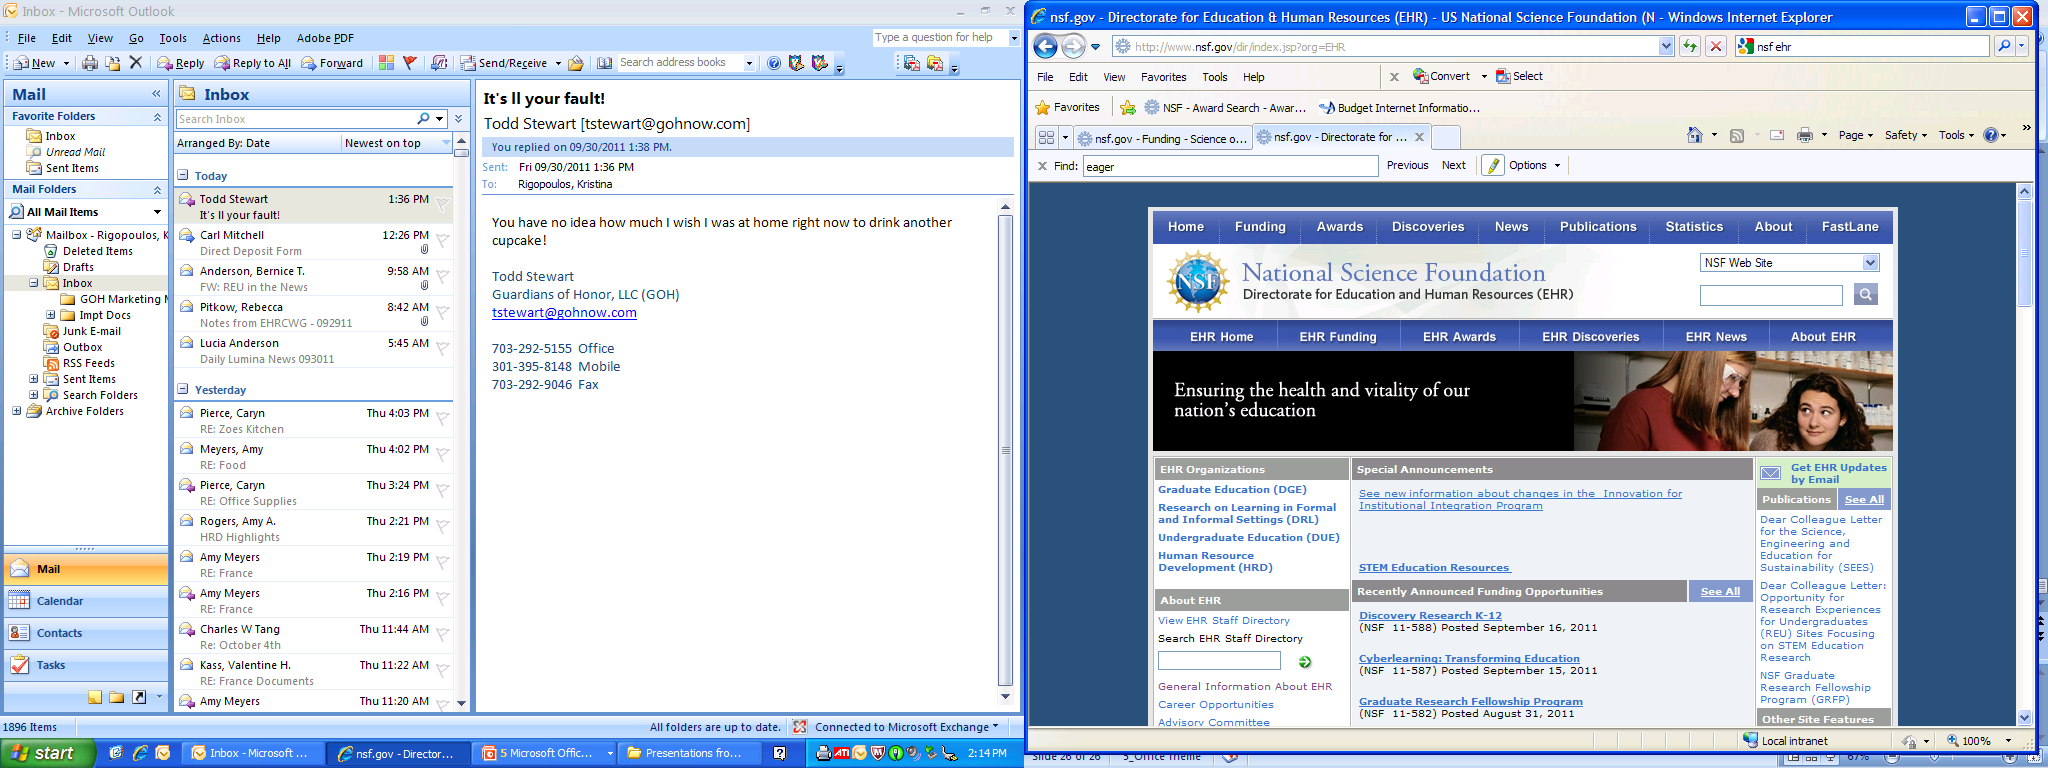 Inbox - Microsoft Outlook
File Edit View Go Tools Actions Help Adobe PDF
Type a question for help
New Reply Reply to All Forward Send/Receive Search address books
Mail
Favorite Folders
Inbox
Unread Mail
Sent Items
Mail Folders
All Mail Items
Mailbox - Rigopoulos, K
Deleted Items
Drafts
Inbox
GOH Marketing M
Impt Docs
Junk E-mail
Outbox
RSS Feeds
Sent Items
Search Folders
Archive Folders
Mail
Calendar
Contacts
Tasks
1896 Items
Inbox
Search Inbox
Arranged By: Date Newest on top
Today
Todd Stewart 1:36 PM
It's ll your fault!
Carl Mitchell 12:26 PM
Direct Deposit Form
Anderson, Bernice T. 9:58 AM
FW: REU in the News
Pitkow, Rebecca 8:42 AM
Notes from EHRCWG - 092911
Lucia Anderson 5:45 AM
Daily Lumina News 093011
Yesterday
Pierce, Caryn Thu 4:03 PM
RE: Zoes Kitchen
Meyers, Amy Thu 4:02 PM
RE: Food
Pierce, Caryn Thu 3:24 PM
RE: Office Supplies
Rogers, Amy A. Thu 2:21 PM
HRD Highlights
Amy Meyers Thu 2:19 PM
RE: France
Amy Meyers Thu 2:16 PM
RE: France
Charles W Tang Thu 11:44 AM
Re: October 4th
Kass, Valentine H. Thu 11:22 AM
RE: France Documents
Amy Meyers Thu 11:20 AM
It's ll your fault!
Todd Stewart [tstewart@gohnow.com]
You replied on 09/30/2011 1:38 PM.
Sent: Fri 09/30/2011 1:36 PM
To: Rigopoulos, Kristina
You have no idea how much I wish I was at home right now to drink another
cupcake!
Todd Stewart
Guardians of Honor, LLC (GOH)
tstewart@gohnow.com
703-292-5155 Office
301-395-8148 Mobile
703-292-9046 Fax
All folders are up to date. Connected to Microsoft Exchange
start Inbox - Microsoft ... nsf.gov - Director... 5 Microsoft Offic... Presentations fro... 2:14 PM
nsf.gov - Directorate for Education & Human Resources (EHR) - US National Science Foundation (N - Windows Internet Explorer
http://www.nsf.gov/dir/index.jsp?org=EHR nsf ehr
File Edit View Favorites Tools Help Convert Select
Favorites NSF - Award Search - Awar... Budget Internet Informatio...
nsf.gov - Funding - Science o... nsf.gov - Directorate for ... Page Safety Tools
Find: eager Previous Next Options
Home Funding Awards Discoveries News Publications Statistics About FastLane
NSF
National Science Foundation
Directorate for Education and Human Resources (EHR)
NSF Web Site
EHR Home EHR Funding EHR Awards EHR Discoveries EHR News About EHR
Ensuring the health and vitality of our
nation's education
EHR Organizations
Graduate Education (DGE)
Research on Learning in Formal
and Informal Settings (DRL)
Undergraduate Education (DUE)
Human Resource
Development (HRD)
About EHR
View EHR Staff Directory
Search EHR Staff Directory
General Information About EHR
Career Opportunities
Advisory Committee
Special Announcements
See new information about changes in the Innovation for
Institutional Integration Program
STEM Education Resources
Recently Announced Funding Opportunities See All
Discovery Research K-12
(NSF 11-588) Posted September 16, 2011
Cyberlearning: Transforming Education
(NSF 11-587) Posted September 15, 2011
Graduate Research Fellowship Program
(NSF 11-582) Posted August 31, 2011
Get EHR Updates
by Email
Publications See All
Dear Colleague Letter
for the Science,
Engineering and
Education for
Sustainability (SEES)
Dear Colleague Letter:
Opportunity for
Research Experiences
for Undergraduates
(REU) Sites Focusing
on STEM Education
Research
NSF Graduate
Research Fellowship
Program (GRFP)
Other Site Features
Local intranet 100%
Slide 26 of 26 5_Office Theme 67%